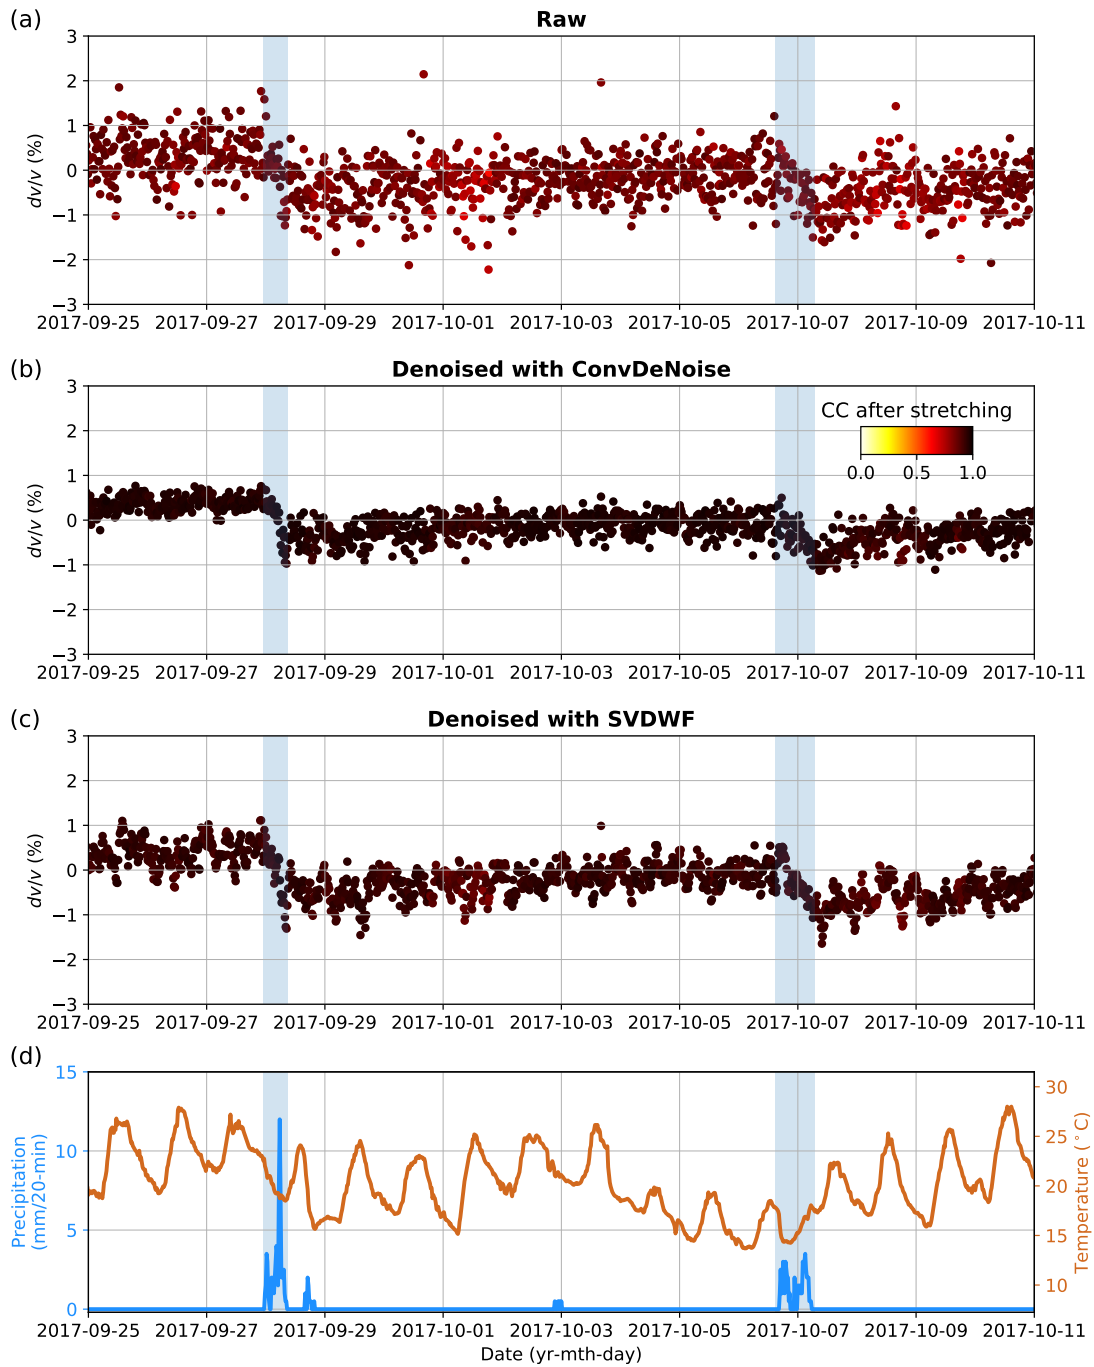 (a)
Raw
3
2
1
0
−1
−2
−3
dv/v (%)
2017-09-25 2017-09-27 2017-09-29 2017-10-01 2017-10-03 2017-10-05 2017-10-07 2017-10-09 2017-10-11
(b)
Denoised with ConvDeNoise
3
2
1
0
−1
−2
−3
dv/v (%)
CC after stretching
0.0 0.5 1.0
2017-09-25 2017-09-27 2017-09-29 2017-10-01 2017-10-03 2017-10-05 2017-10-07 2017-10-09 2017-10-11
(c)
Denoised with SVDWF
3
2
1
0
−1
−2
−3
dv/v (%)
2017-09-25 2017-09-27 2017-09-29 2017-10-01 2017-10-03 2017-10-05 2017-10-07 2017-10-09 2017-10-11
(d)
15
10
5
0
Precipitation
(mm/20-min)
30
25
20
15
10
Temperature (°C)
2017-09-25 2017-09-27 2017-09-29 2017-10-01 2017-10-03 2017-10-05 2017-10-07 2017-10-09 2017-10-11
Date (yr-mth-day)